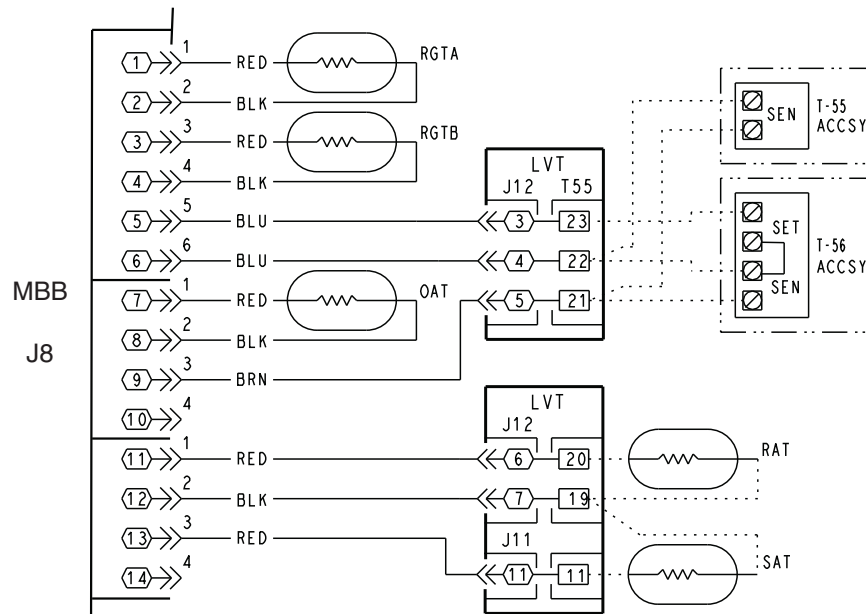 1 1 RED RGTA
2 2 BLK
3 3 RED RGTB
4 4 BLK
LVT
J12 T55
5 5 BLU 3 23
6 6 BLU 4 22
7 1 RED OAT 5 21
8 2 BLK
9 3 BRN
10 4
MBB
J8
SEN T-55
ACCSY
SET
T-56
ACCSY
SEN
LVT
J12
11 1 RED 6 20 RAT
12 2 BLK 7 19
13 3 RED
J11
14 4 11 11 SAT